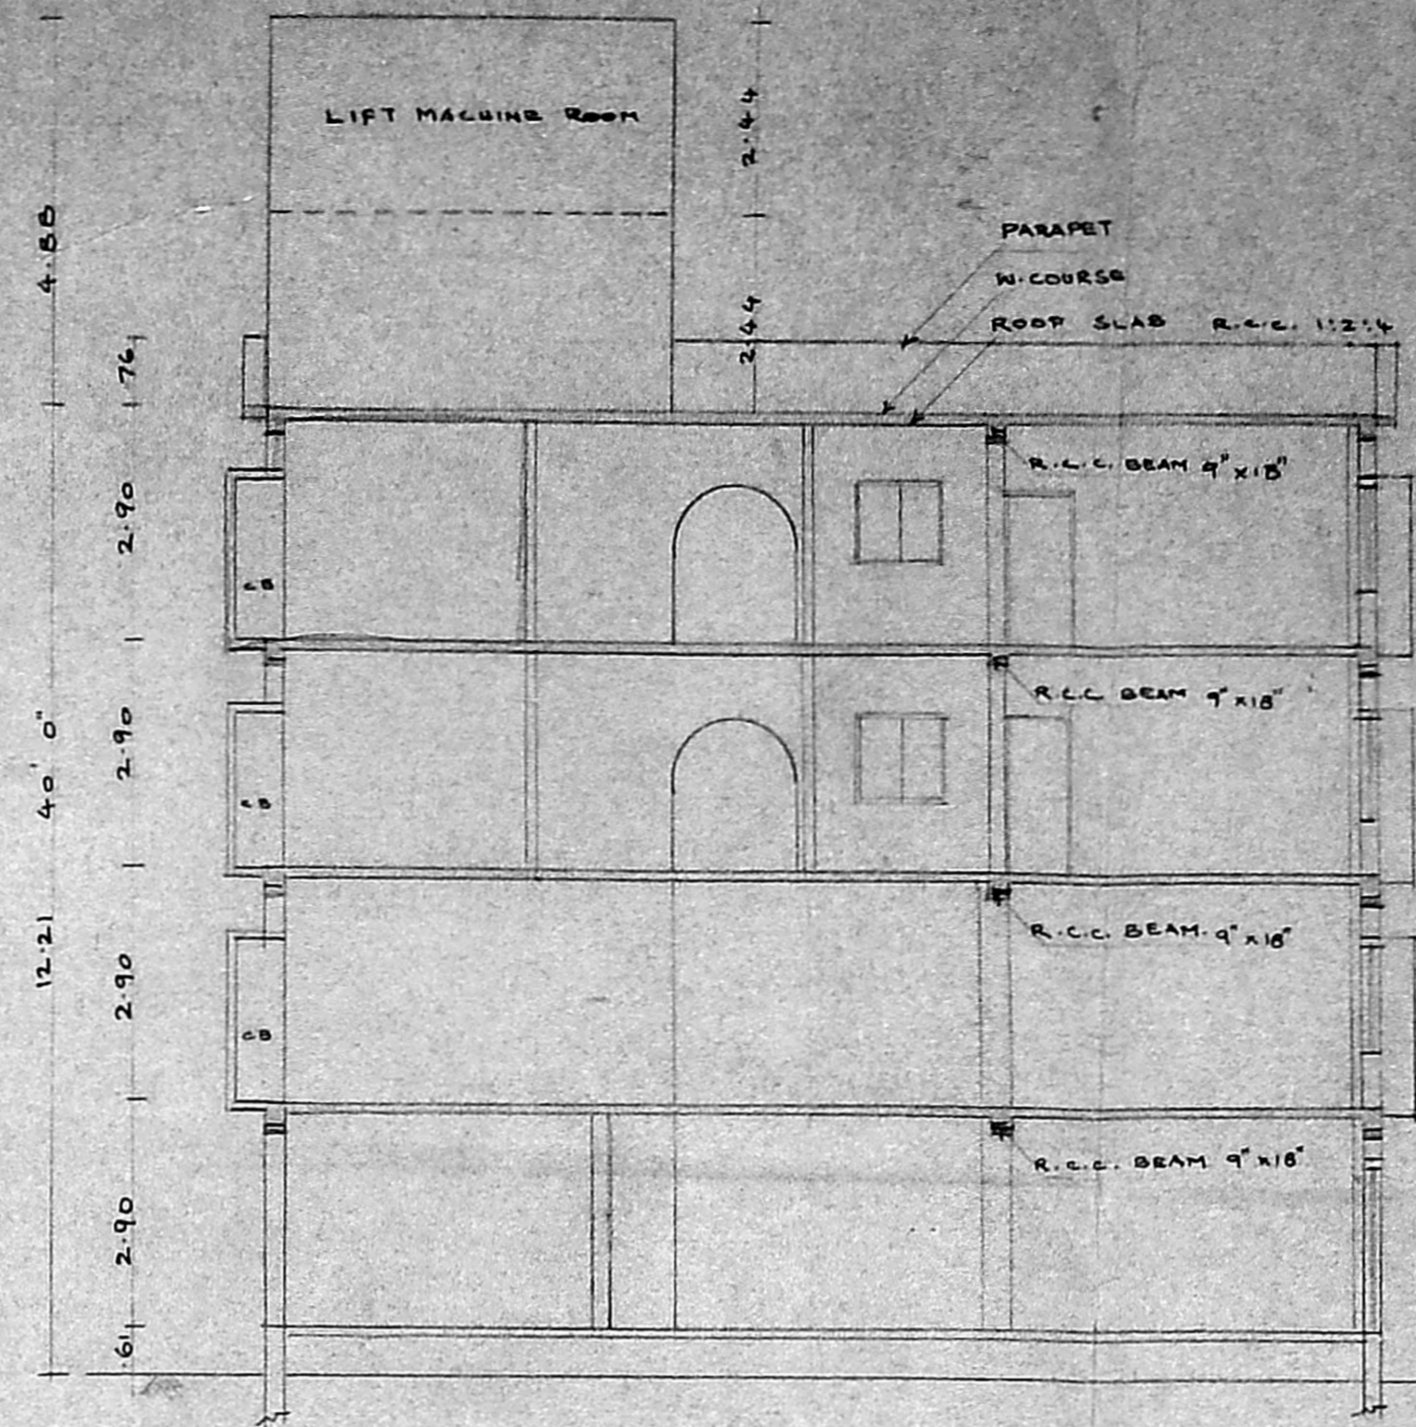 LIFT MACHINE ROOM
2.44
4.88
PARAPET
W.COURSE
2.44
ROOF SLAB R.C.C. 1:2:4
.76
R.C.C. BEAM 9" x 18"
2.90
CB
R.C.C BEAM 9" x 18"
40' 0"
2.90
CB
R.C.C. BEAM. 9" x 18"
12.21
2.90
CB
R.C.C. BEAM 9" x 18"
2.90
.61